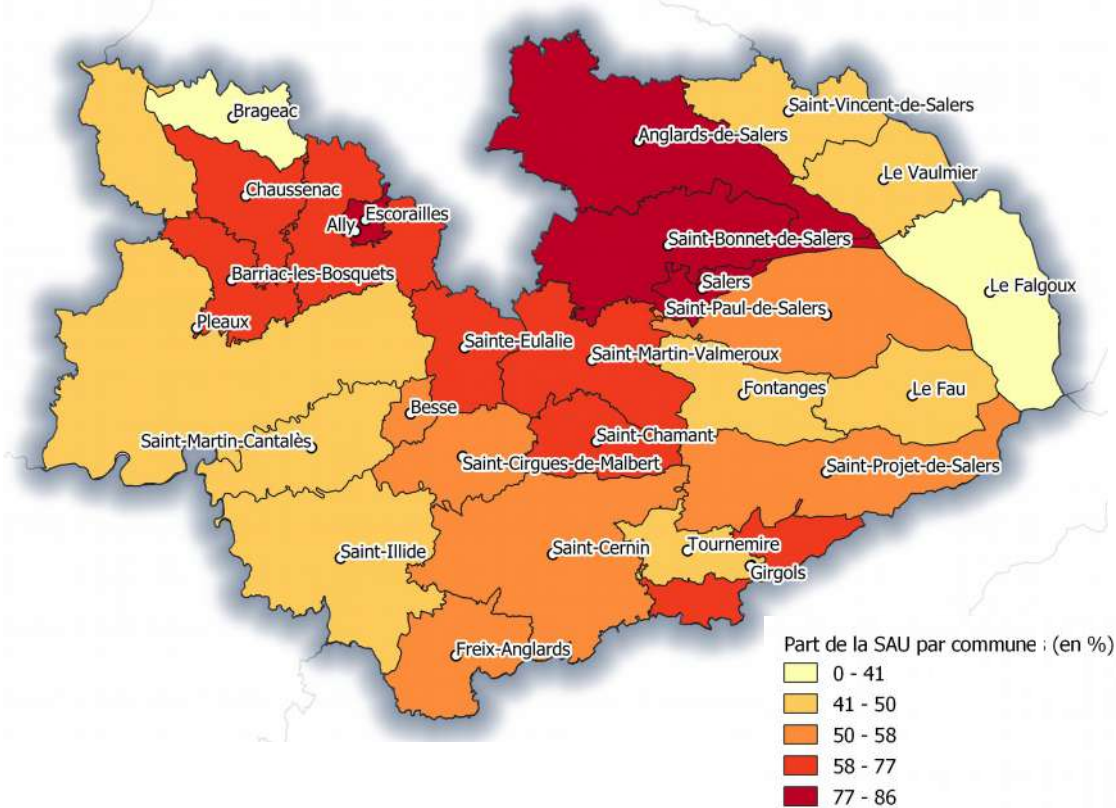 Brageac
Saint-Vincent-de-Salers
Anglards-de-Salers
Le Vaulmier
Chaussenac
Escorailles
Ally
Saint-Bonnet-de-Salers
Barriac-les-Bosquets
Salers
Le Falgoux
Saint-Paul-de-Salers
Pleaux
Sainte-Eulalie
Saint-Martin-Valmeroux
Fontanges
Le Fau
Besse
Saint-Martin-Cantalès
Saint-Chamant
Saint-Cirgues-de-Malbert
Saint-Projet-de-Salers
Saint-Illide
Saint-Cernin
Tournemire
Girgols
Freix-Anglards
Part de la SAU par commune : (en %)
0 - 41
41 - 50
50 - 58
58 - 77
77 - 86